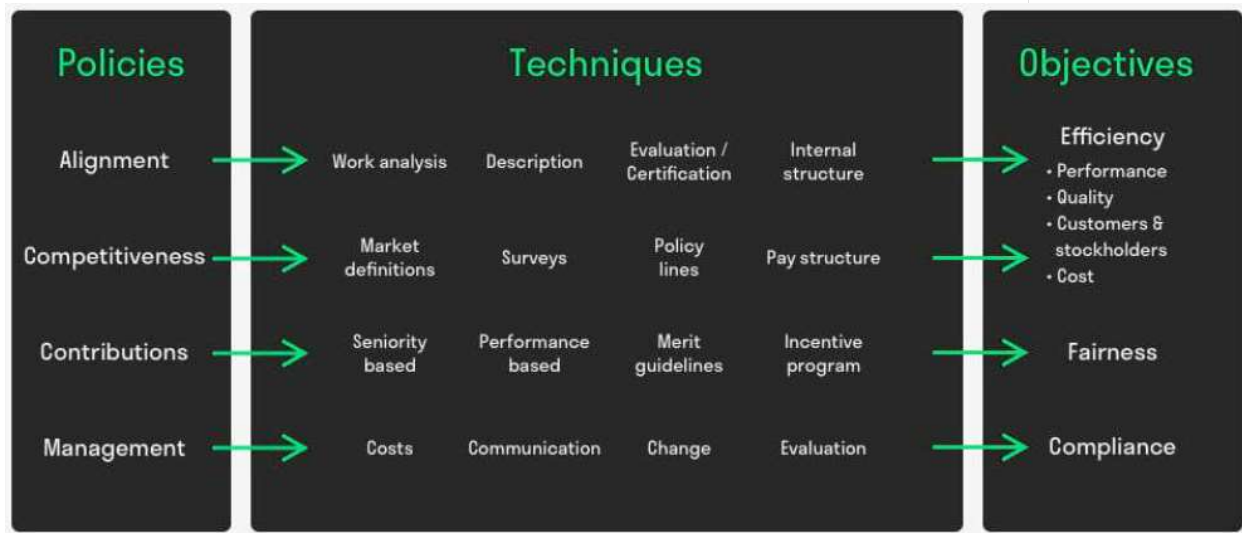 Policies
Techniques
Objectives
Alignment
Work analysis
Description
Evaluation /
Certification
Internal
structure
Efficiency
• Performance
• Quality
• Customers &
stockholders
• Cost
Competitiveness
Market
definitions
Surveys
Policy
lines
Pay structure
Contributions
Seniority
based
Performance
based
Merit
guidelines
Incentive
program
Fairness
Management
Costs
Communication
Change
Evaluation
Compliance